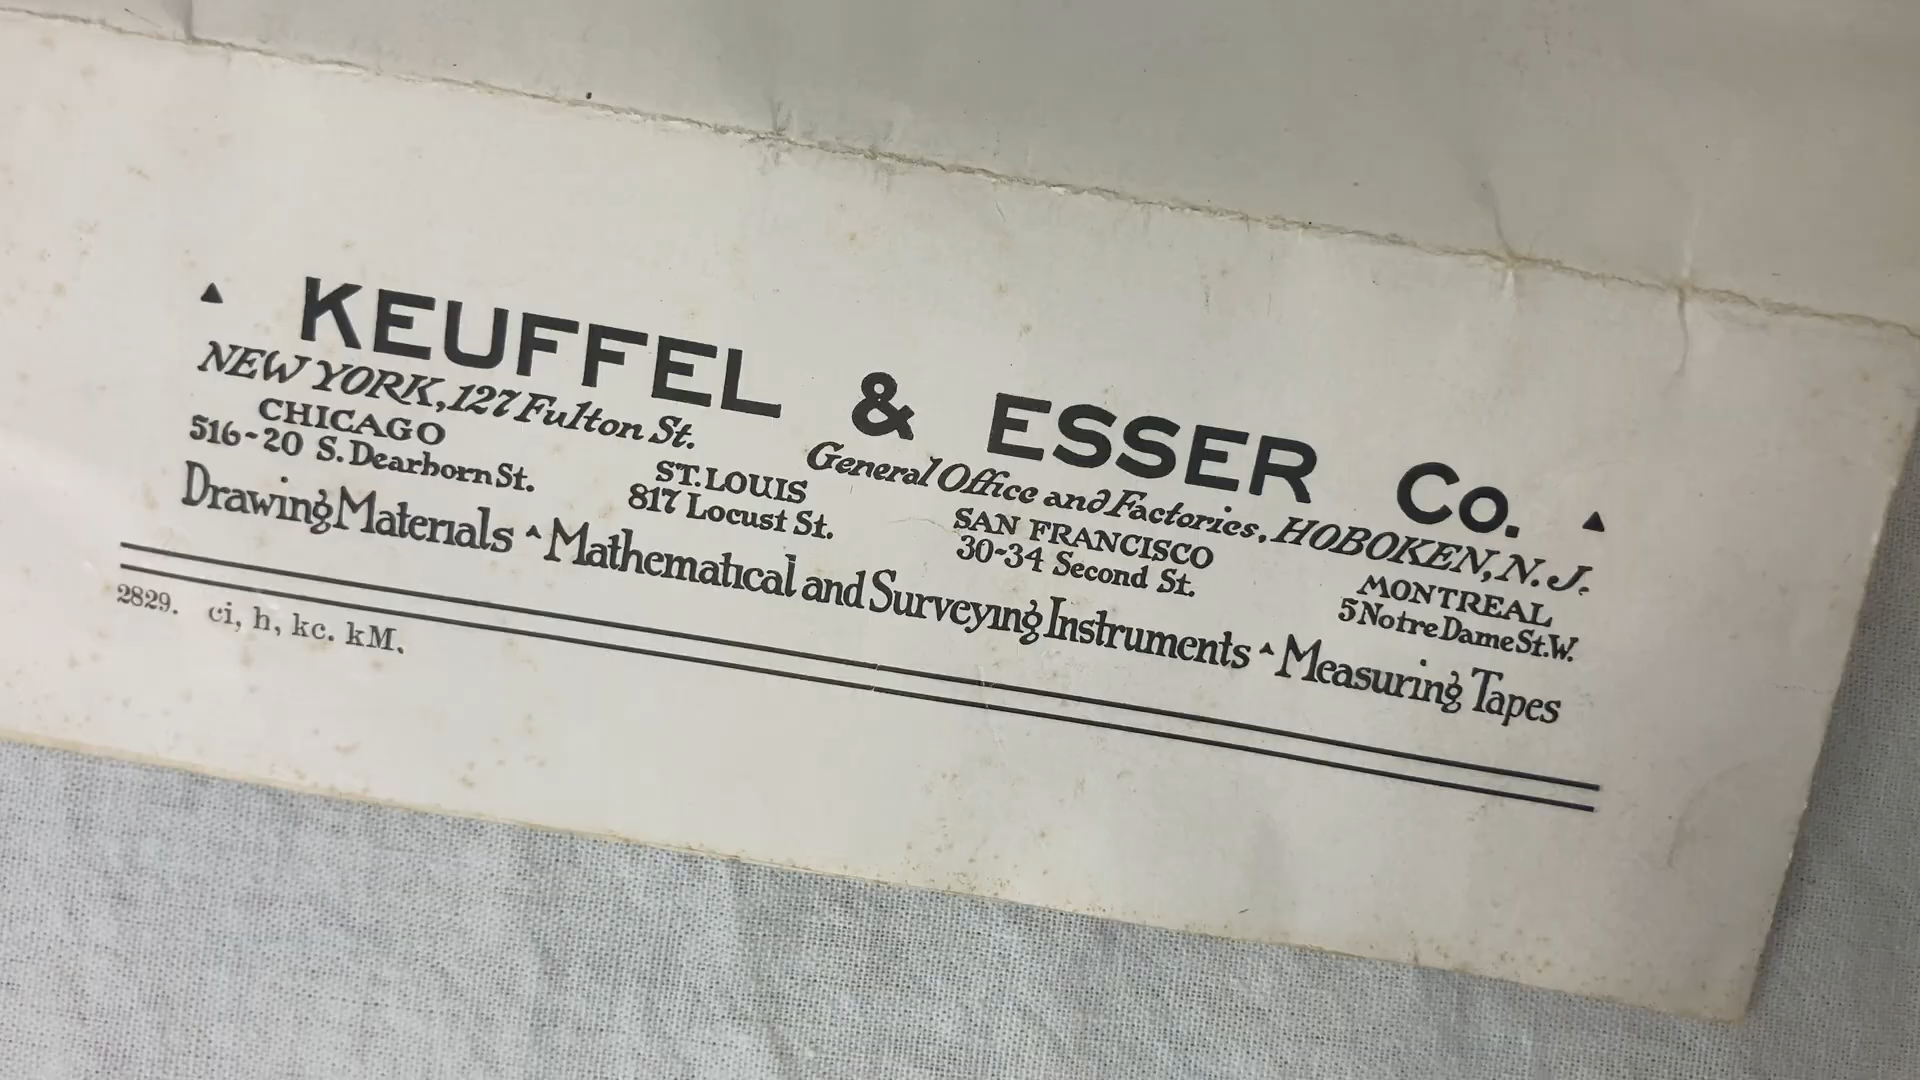 ▲ KEUFFEL & ESSER Co. ▲
NEW YORK, 127 Fulton St. General Office and Factories, HOBOKEN, N. J.
CHICAGO ST. LOUIS SAN FRANCISCO MONTREAL
516-20 S. Dearborn St. 817 Locust St. 30-34 Second St. 5 Notre Dame St. W.
Drawing Materials ^ Mathematical and Surveying Instruments ^ Measuring Tapes
2829. ci, h, kc. kM.